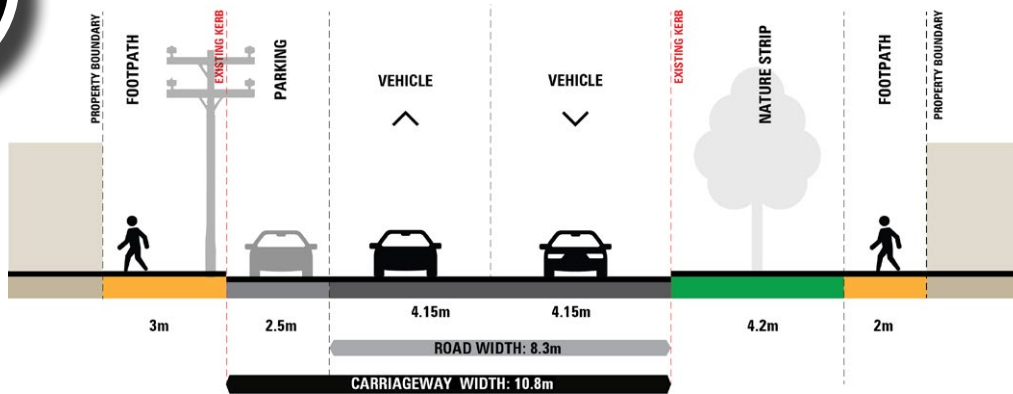 PROPERTY BOUNDARY
FOOTPATH
EXISTING KERB
PARKING
VEHICLE
VEHICLE
EXISTING KERB
NATURE STRIP
FOOTPATH
PROPERTY BOUNDARY
3m
2.5m
4.15m
4.15m
4.2m
2m
ROAD WIDTH: 8.3m
CARRIAGEWAY WIDTH: 10.8m